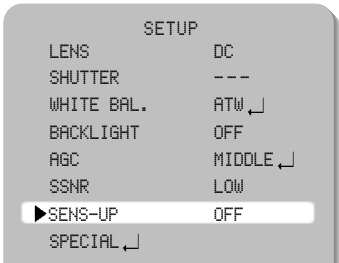 SETUP
LENS DC
SHUTTER ---
WHITE BAL. ATW↵
BACKLIGHT OFF
AGC MIDDLE↵
SSNR LOW
▶SENS-UP OFF
SPECIAL↵